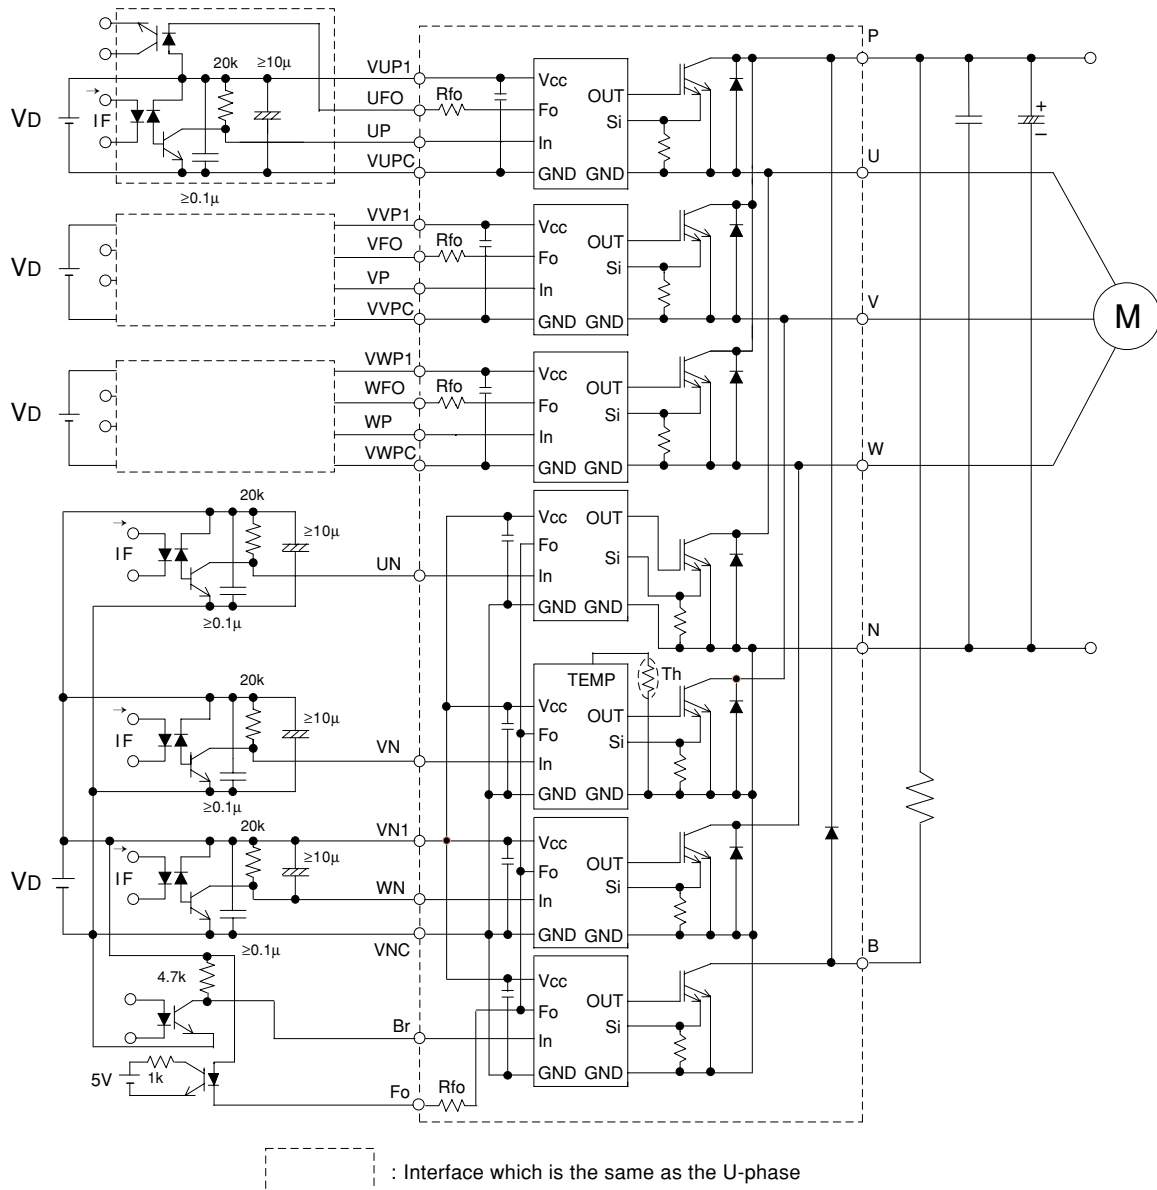 P
20k
≥10µ
VUP1
Vcc
UFO
Rfo
Fo
OUT
VD
IF
Si
+
–
UP
In
U
VUPC
GND GND
≥0.1µ
VVP1
Vcc
VFO
Rfo
Fo
OUT
VD
Si
VP
In
V
VVPC
GND GND
M
VWP1
Vcc
WFO
Rfo
Fo
OUT
VD
Si
WP
In
W
VWPC
GND GND
20k
≥10µ
Vcc
OUT
IF
Fo
Si
UN
In
GND GND
≥0.1µ
N
TEMP
Th
20k
≥10µ
Vcc
OUT
IF
Fo
Si
VN
In
GND GND
≥0.1µ
20k
VN1
Vcc
≥10µ
OUT
VD
IF
Fo
Si
WN
In
GND GND
≥0.1µ
VNC
B
4.7k
Vcc
OUT
Fo
Si
Br
In
5V
1k
GND GND
Fo
Rfo
: Interface which is the same as the U-phase